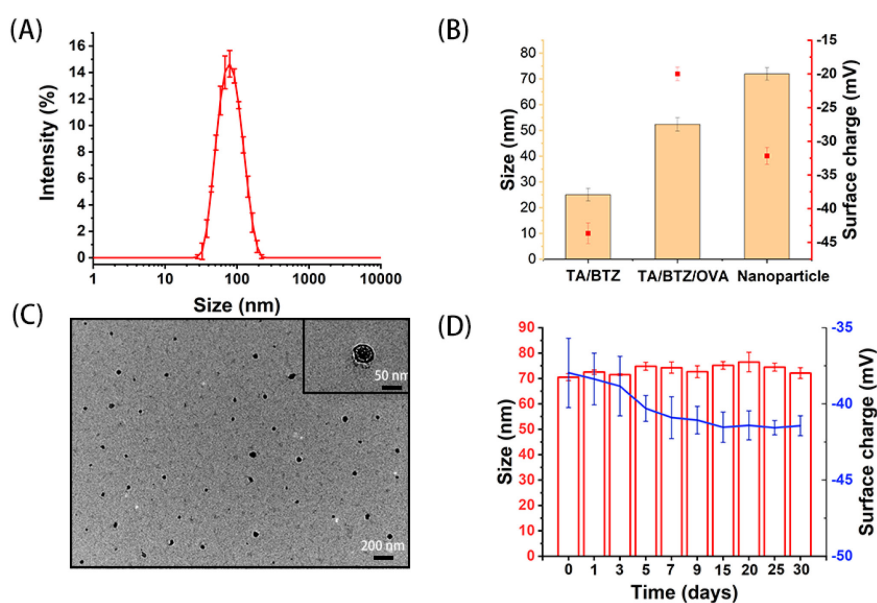 (A)
16
14
12
10
8
6
4
2
0
Intensity (%)
1 10 100 1000 10000
Size (nm)
(B)
80
70
60
50
40
30
20
10
0
Size (nm)
-15
-20
-25
-30
-35
-40
-45
Surface charge (mV)
TA/BTZ TA/BTZ/OVA Nanoparticle
(C)
50 nm
200 nm
(D)
90
80
70
60
50
40
30
20
10
0
Size (nm)
-35
-40
-45
-50
Surface charge (mV)
0 1 3 5 7 9 15 20 25 30
Time (days)